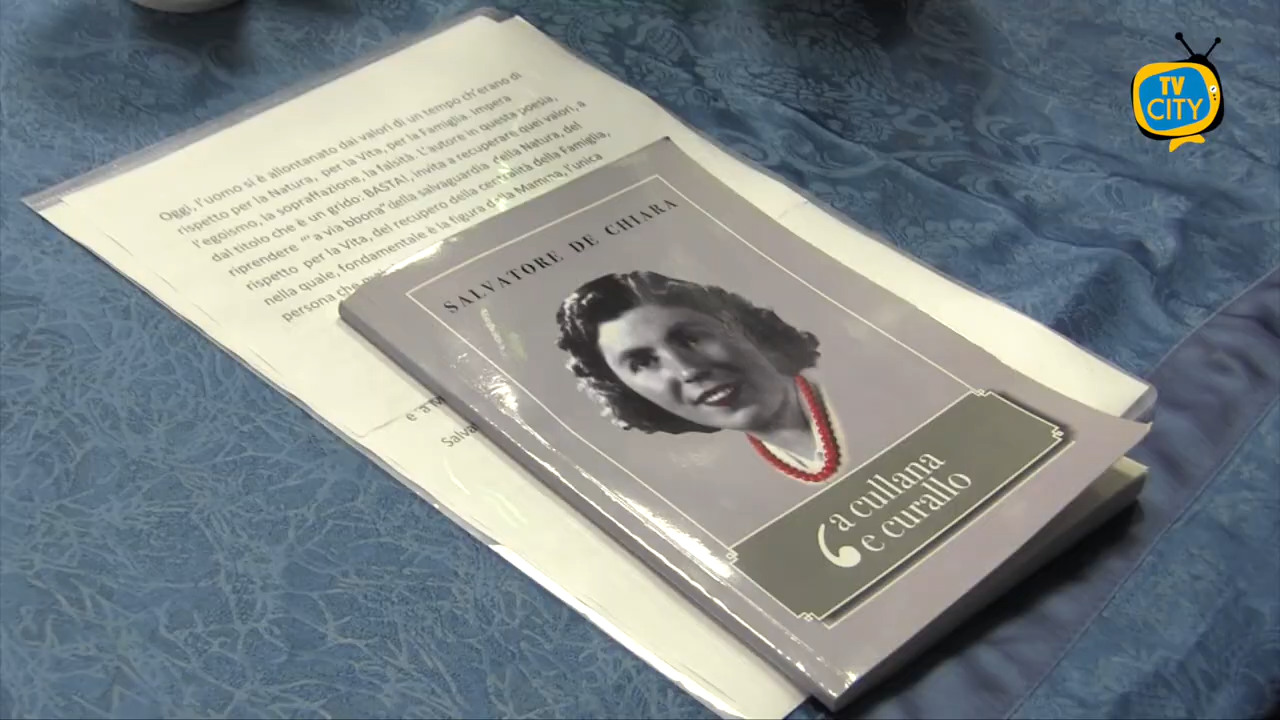 TV
CITY
Oggi, l'uomo si è allontanato dai valori di un tempo ch'erano di
rispetto per la Natura, per la Vita, per la Famiglia. Impera
l'egoismo, la sopraffazione, la falsità. L'autore in questa poesia,
dal titolo che è un grido: BASTA!, invita a recuperare quei valori, a
riprendere "' a via bbona" della salvaguardia della Natura, del
rispetto per la Vita, del recupero della centralità della Famiglia,
nella quale, fondamentale è la figura della Mamma, l'unica
persona che
e 'a
SALVATORE DE CHIARA
'a cullana
e curallo